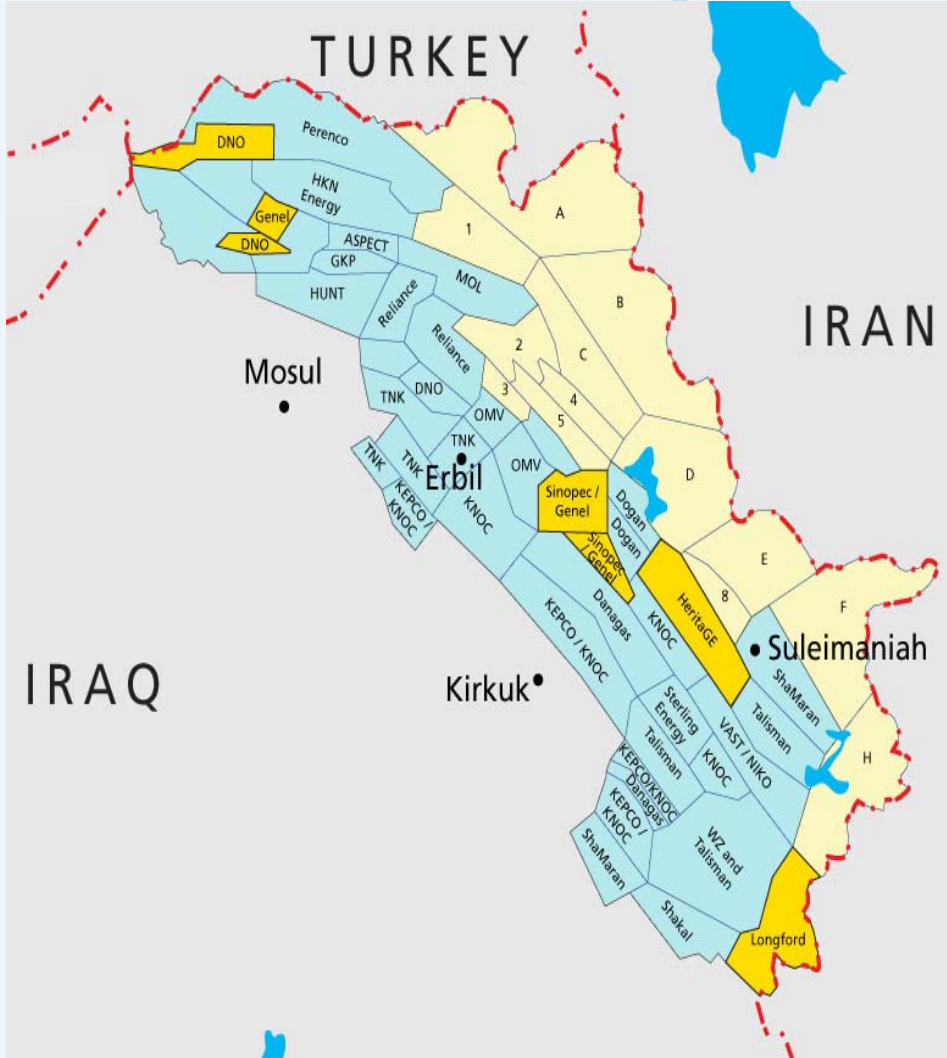 TURKEY
Perenco
DNO
HKN
Energy
Genel
DNO
ASPECT
GKP
HUNT
MOL
Reliance
Reliance
1
A
B
IRAN
C
2
3
4
5
Mosul
DNO
TNK
OMV
TNK
Erbil
OMV
TNK
TNK
KEPCO /
KNOC
KNOC
Sinopec /
Genel
Sinopec
/ Genel
Dogan
Dogan
D
E
8
F
HeritaGE
KNOC
Danagas
KEPCO / KNOC
Suleimaniah
ShaMaran
IRAQ
Kirkuk
Sterling
Energy
Talisman
KNOC
VAST / NIKO
Talisman
H
KEPCO/KNOC
Danagas
KEPCO /
KNOC
ShaMaran
WZ and
Talisman
Shakal
Longford